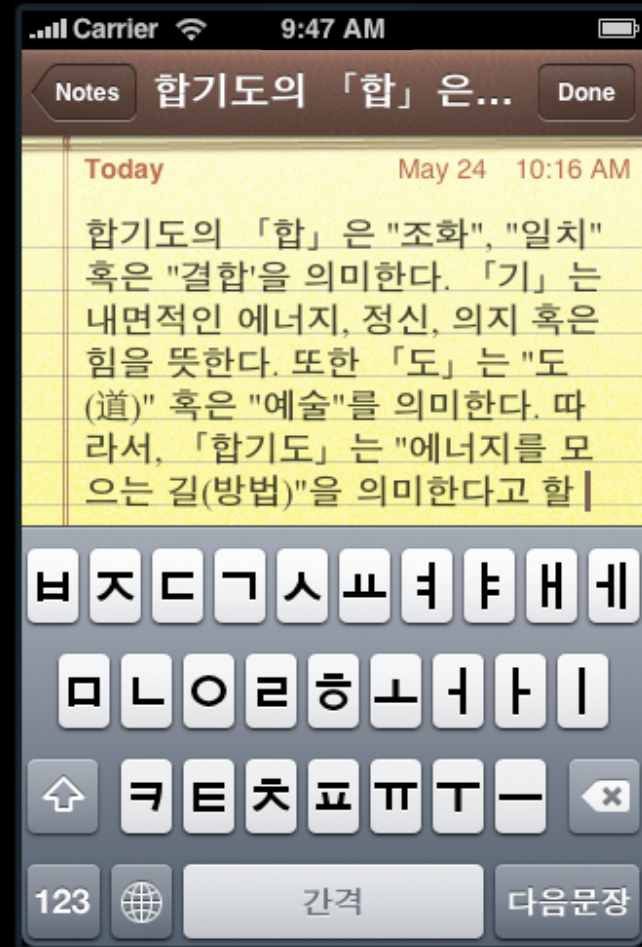 Carrier 9:47 AM
Notes 합기도의 「합」은... Done
Today May 24 10:16 AM
합기도의 「합」은 "조화", "일치"
혹은 "결합'을 의미한다. 「기」는
내면적인 에너지, 정신, 의지 혹은
힘을 뜻한다. 또한 「도」는 "도
(道)" 혹은 "예술"를 의미한다. 따
라서, 「합기도」는 "에너지를 모
으는 길(방법)"을 의미한다고 할
ㅂ ㅈ ㄷ ㄱ ㅅ ㅛ ㅕ ㅑ ㅐ ㅔ
ㅁ ㄴ ㅇ ㄹ ㅎ ㅗ ㅓ ㅏ ㅣ
ㅋ ㅌ ㅊ ㅍ ㅠ ㅜ ㅡ
123 간격 다음문장